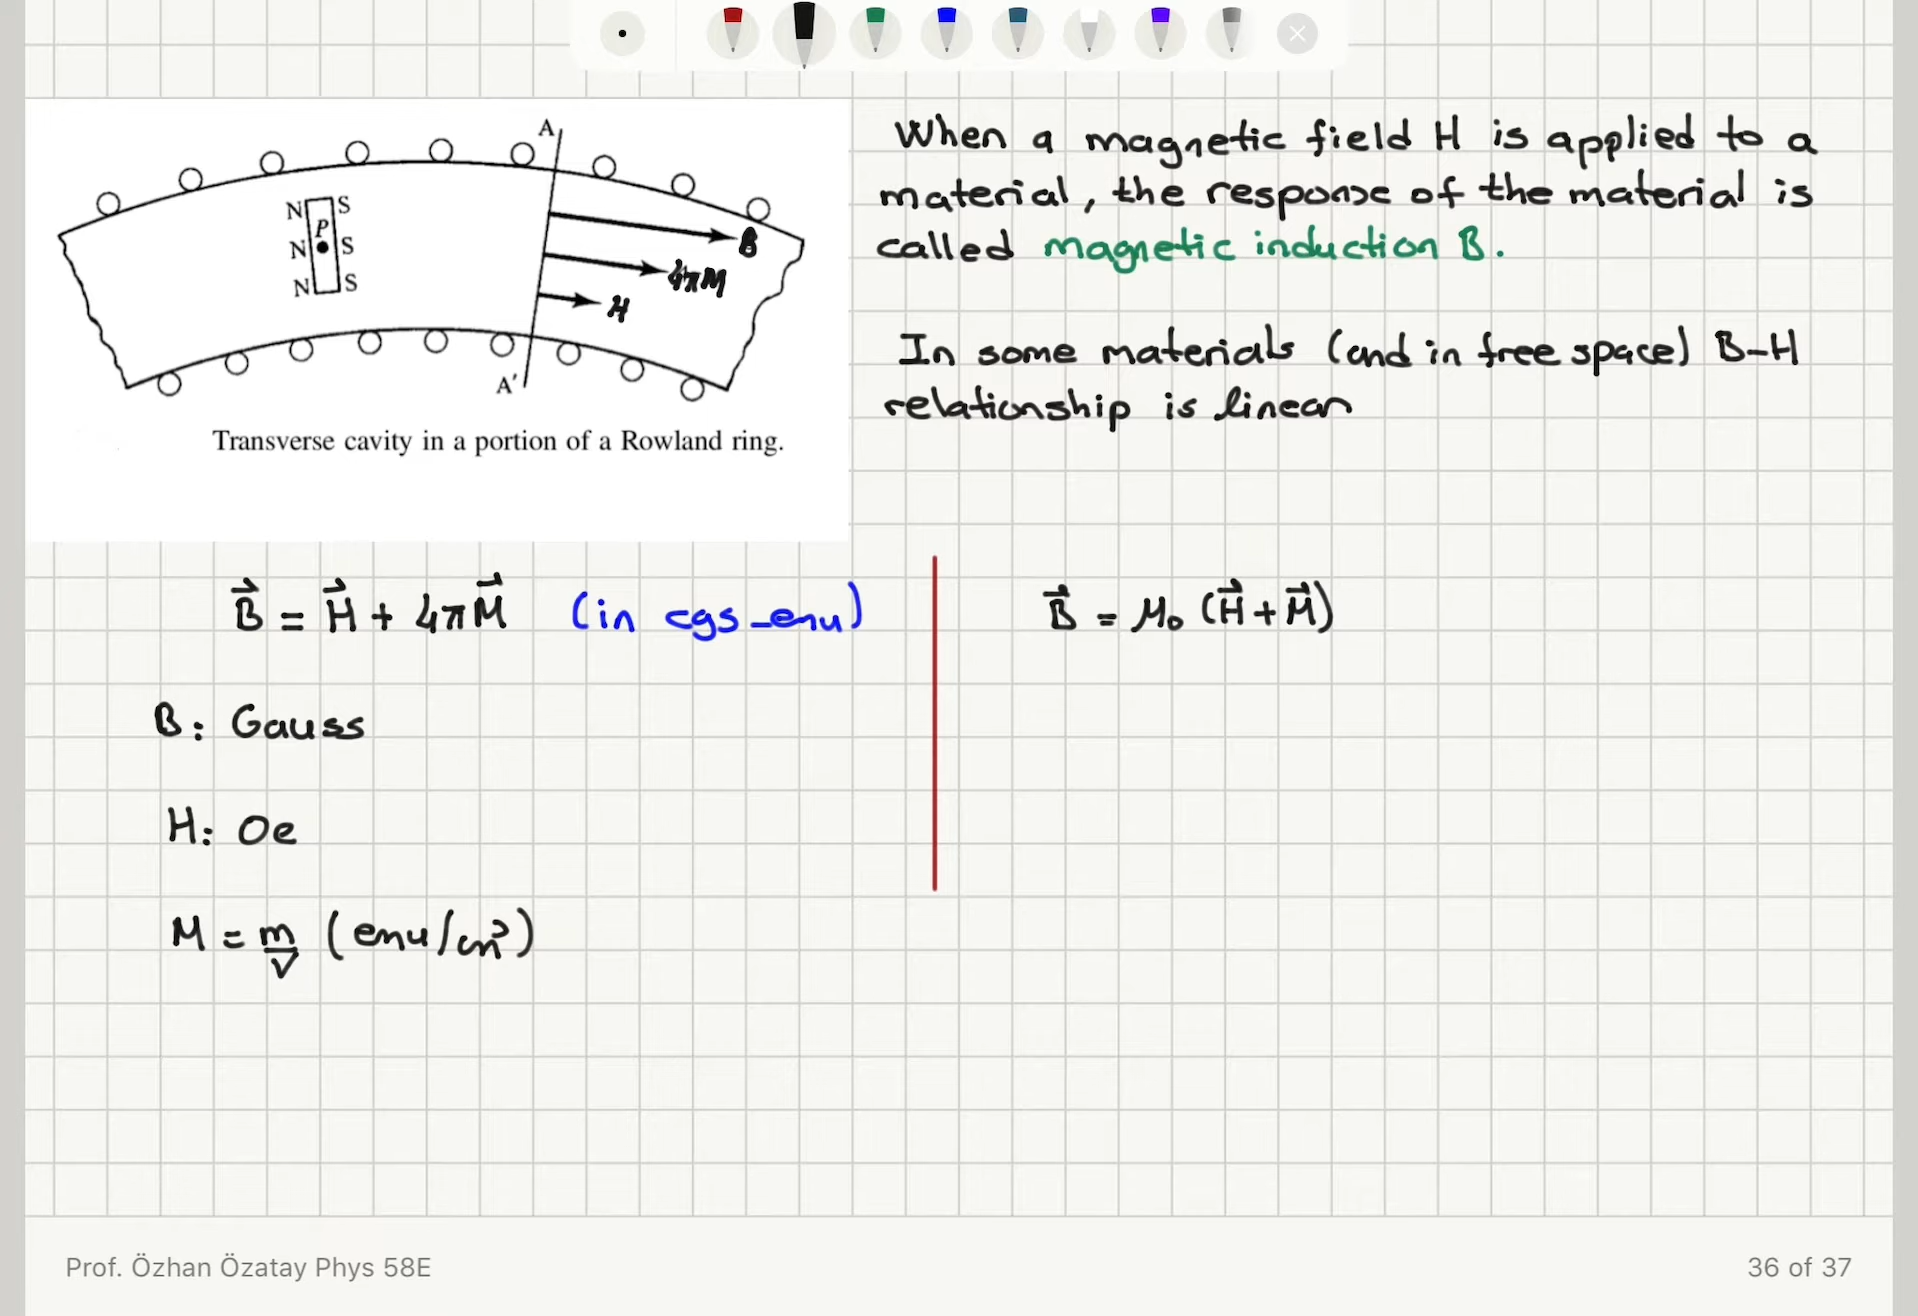 A
N S
P
N S
N S
B
4πM
H
A'
Transverse cavity in a portion of a Rowland ring.
When a magnetic field H is applied to a
material, the response of the material is
called magnetic induction B.
In some materials (and in free space) B-H
relationship is linear
B⃗ = H⃗ + 4πM⃗ (in cgs-emu)
B⃗ = μ₀ (H⃗ + M⃗)
B: Gauss
H: Oe
M = m/V (emu/cm³)
Prof. Özhan Özatay Phys 58E
36 of 37